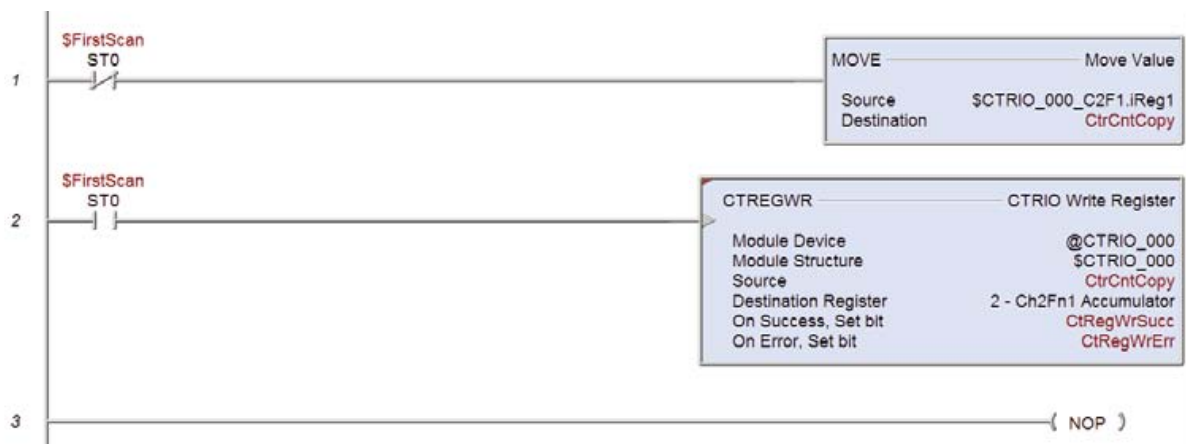 $FirstScan
ST0
1
MOVE Move Value
Source $CTRIO_000_C2F1.iReg1
Destination CtrCntCopy
$FirstScan
ST0
2
CTREGWR CTRIO Write Register
Module Device @CTRIO_000
Module Structure $CTRIO_000
Source CtrCntCopy
Destination Register 2 - Ch2Fn1 Accumulator
On Success, Set bit CtRegWrSucc
On Error, Set bit CtRegWrErr
3
( NOP )